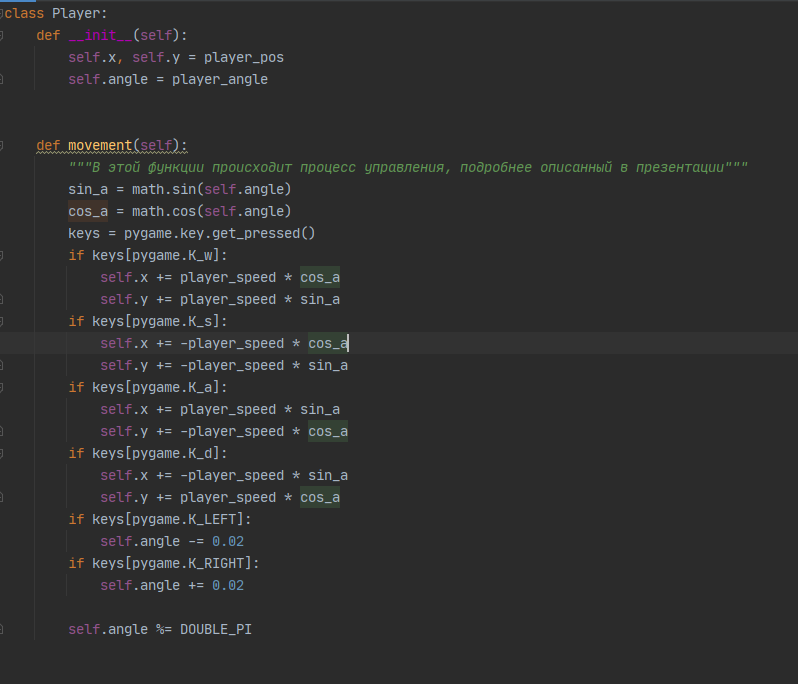 class Player:
    def __init__(self):
        self.x, self.y = player_pos
        self.angle = player_angle
    def movement(self):
        """В этой функции происходит процесс управления, подробнее описанный в презентации"""
        sin_a = math.sin(self.angle)
        cos_a = math.cos(self.angle)
        keys = pygame.key.get_pressed()
        if keys[pygame.K_w]:
            self.x += player_speed * cos_a
            self.y += player_speed * sin_a
        if keys[pygame.K_s]:
            self.x += -player_speed * cos_a
            self.y += -player_speed * sin_a
        if keys[pygame.K_a]:
            self.x += player_speed * sin_a
            self.y += -player_speed * cos_a
        if keys[pygame.K_d]:
            self.x += -player_speed * sin_a
            self.y += player_speed * cos_a
        if keys[pygame.K_LEFT]:
            self.angle -= 0.02
        if keys[pygame.K_RIGHT]:
            self.angle += 0.02
        self.angle %= DOUBLE_PI